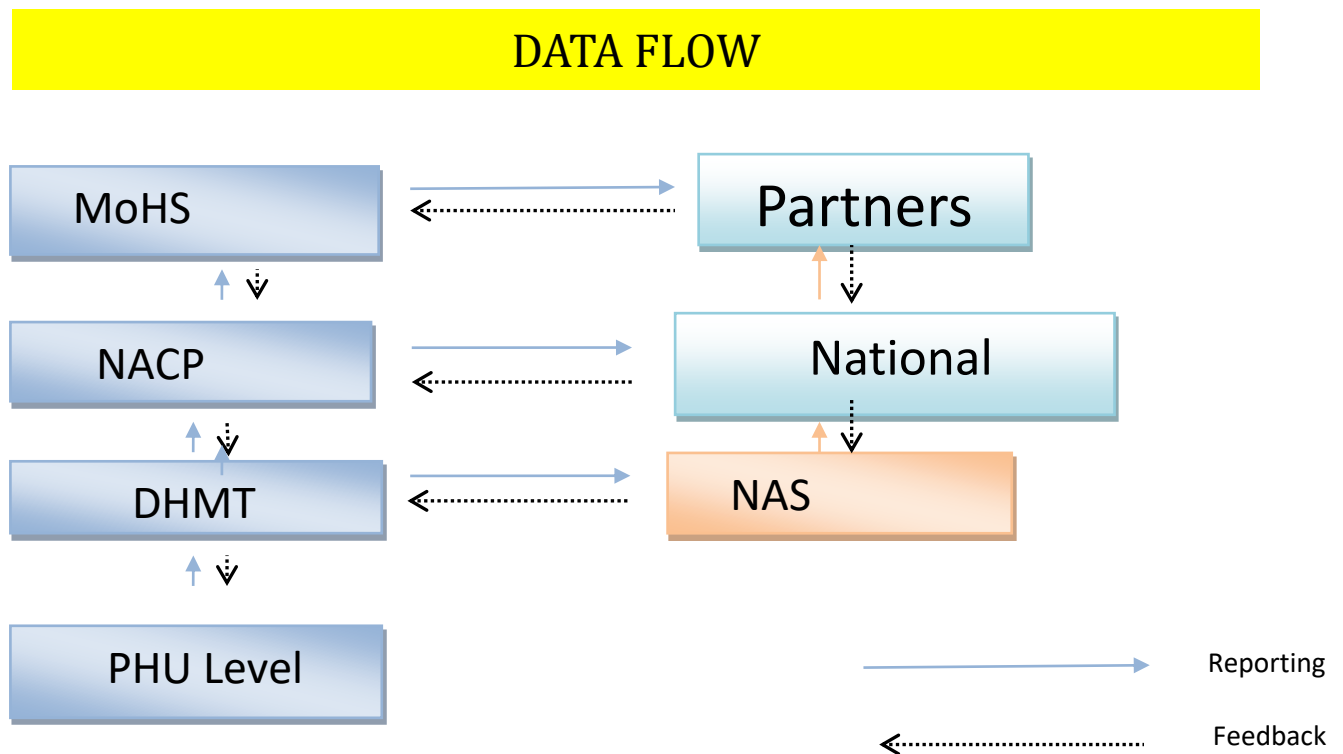 DATA FLOW
MoHS
Partners
NACP
National
DHMT
NAS
PHU Level
Reporting
Feedback